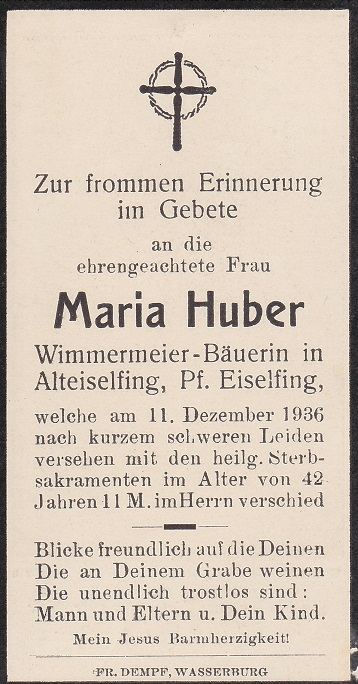 Zur frommen Erinnerung
im Gebete
an die
ehrengeachtete Frau
Maria Huber
Wimmermeier-Bäuerin in
Alteiselfing, Pf. Eiselfing,
welche am 11. Dezember 1936
nach kurzem schweren Leiden
versehen mit den heilg. Sterb-
sakramenten im Alter von 42
Jahren 11 M. im Herrn verschied
Blicke freundlich auf die Deinen
Die an Deinem Grabe weinen
Die unendlich trostlos sind:
Mann und Eltern u. Dein Kind.
Mein Jesus Barmherzigkeit!
FR. DEMPF, WASSERBURG